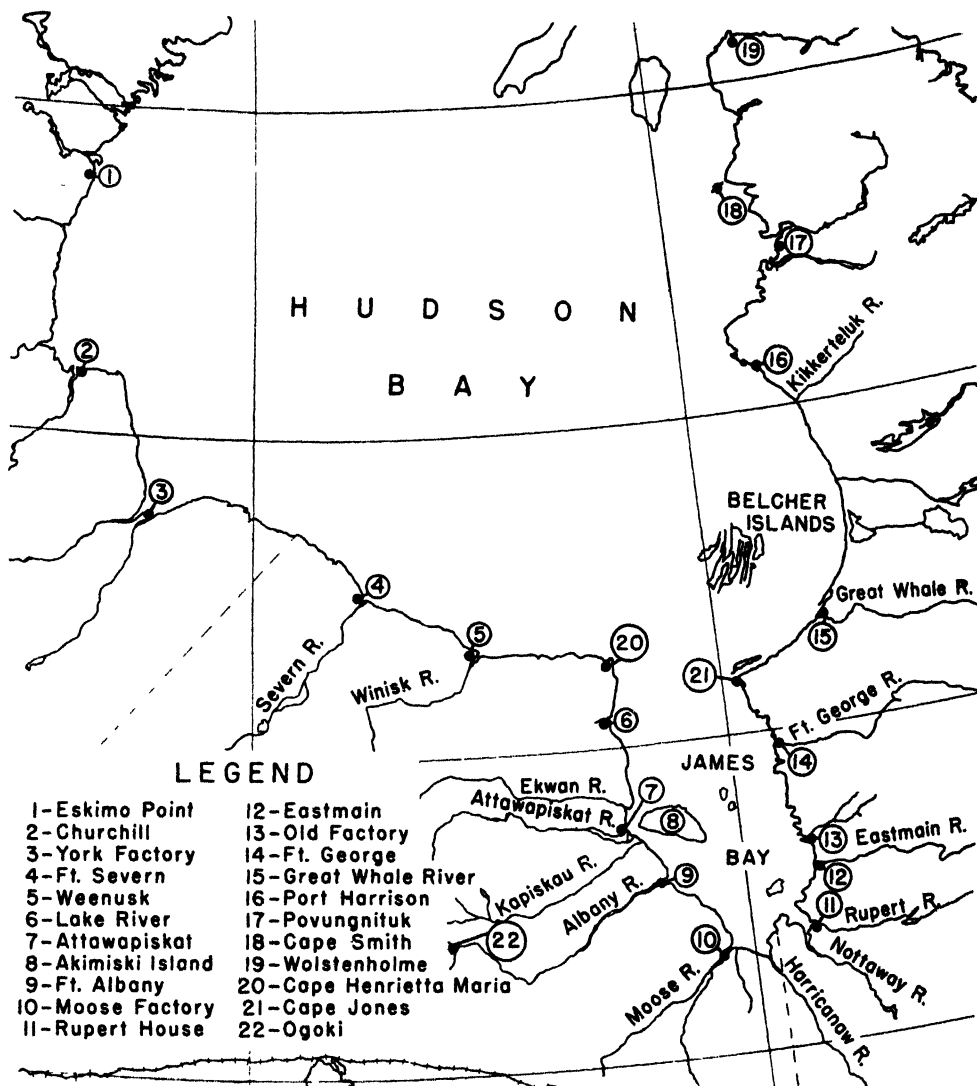 19
1
18
17
HUDSON
BAY
2
16
Kikkerteluk R.
3
BELCHER
ISLANDS
4
Great Whale R.
15
5
20
21
Severn R.
Winisk R.
6
Ft. George R.
14
JAMES
BAY
Ekwan R.
Attawapiskat R.
7
8
13
Eastmain R.
12
Kapiskau R.
Albany R.
9
11
Rupert R.
22
10
Nottaway R.
Moose R.
Harricanaw R.
LEGEND
1-Eskimo Point
2-Churchill
3-York Factory
4-Ft. Severn
5-Weenusk
6-Lake River
7-Attawapiskat
8-Akimiski Island
9-Ft. Albany
10-Moose Factory
11-Rupert House
12-Eastmain
13-Old Factory
14-Ft. George
15-Great Whale River
16-Port Harrison
17-Povungnituk
18-Cape Smith
19-Wolstenholme
20-Cape Henrietta Maria
21-Cape Jones
22-Ogoki